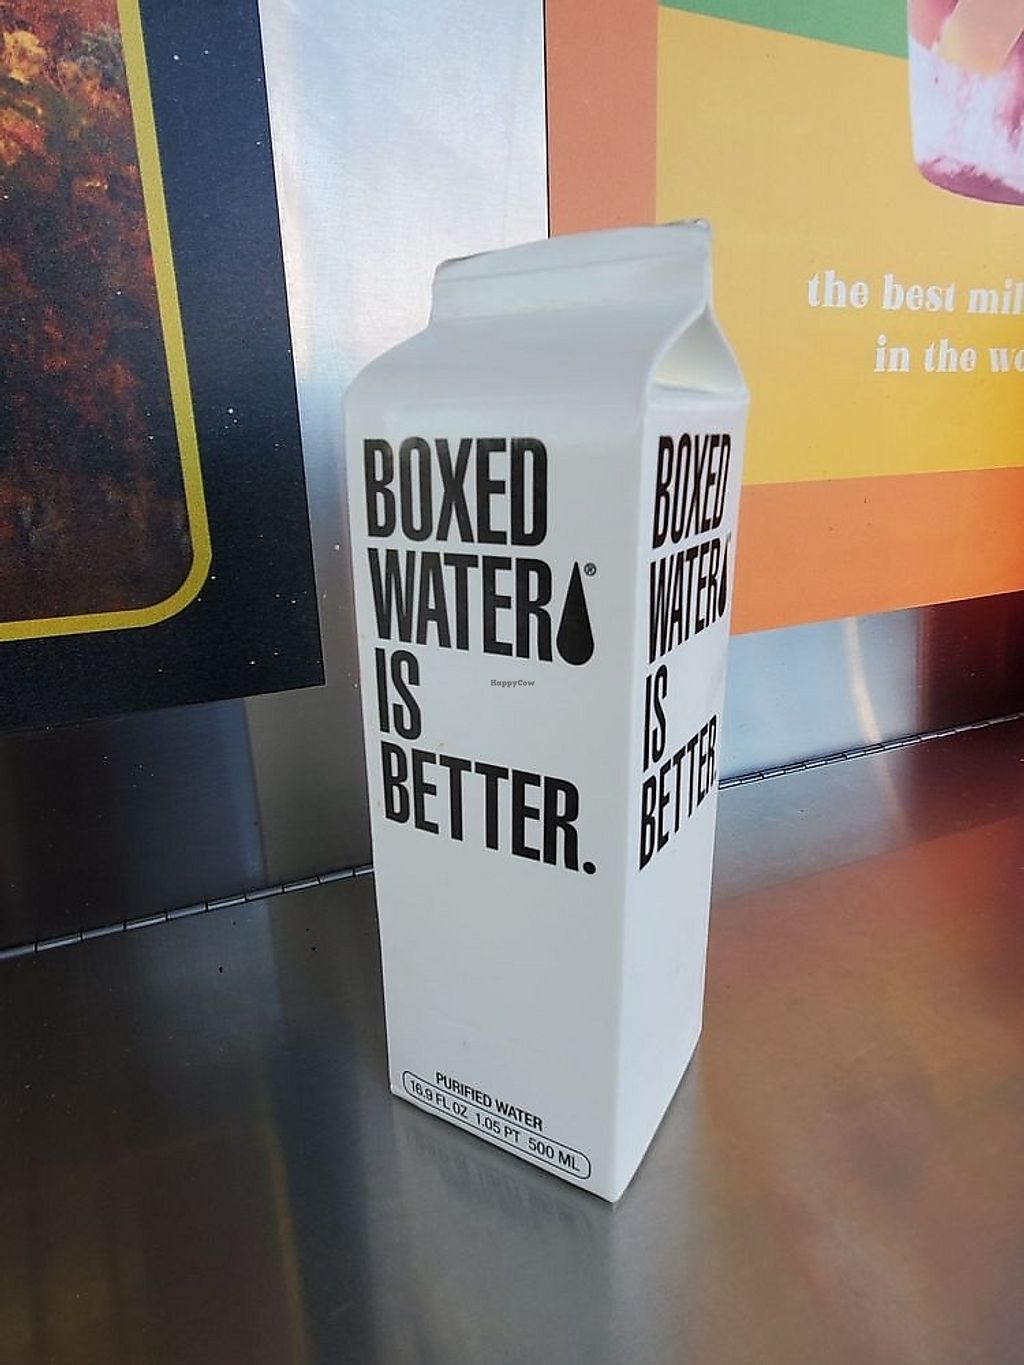 BOXED
WATER®
IS
BETTER.
PURIFIED WATER
16.9 FL OZ 1.05 PT 500 ML
BOXED
WATER
IS
BETTER.
the best
in the
HappyCow